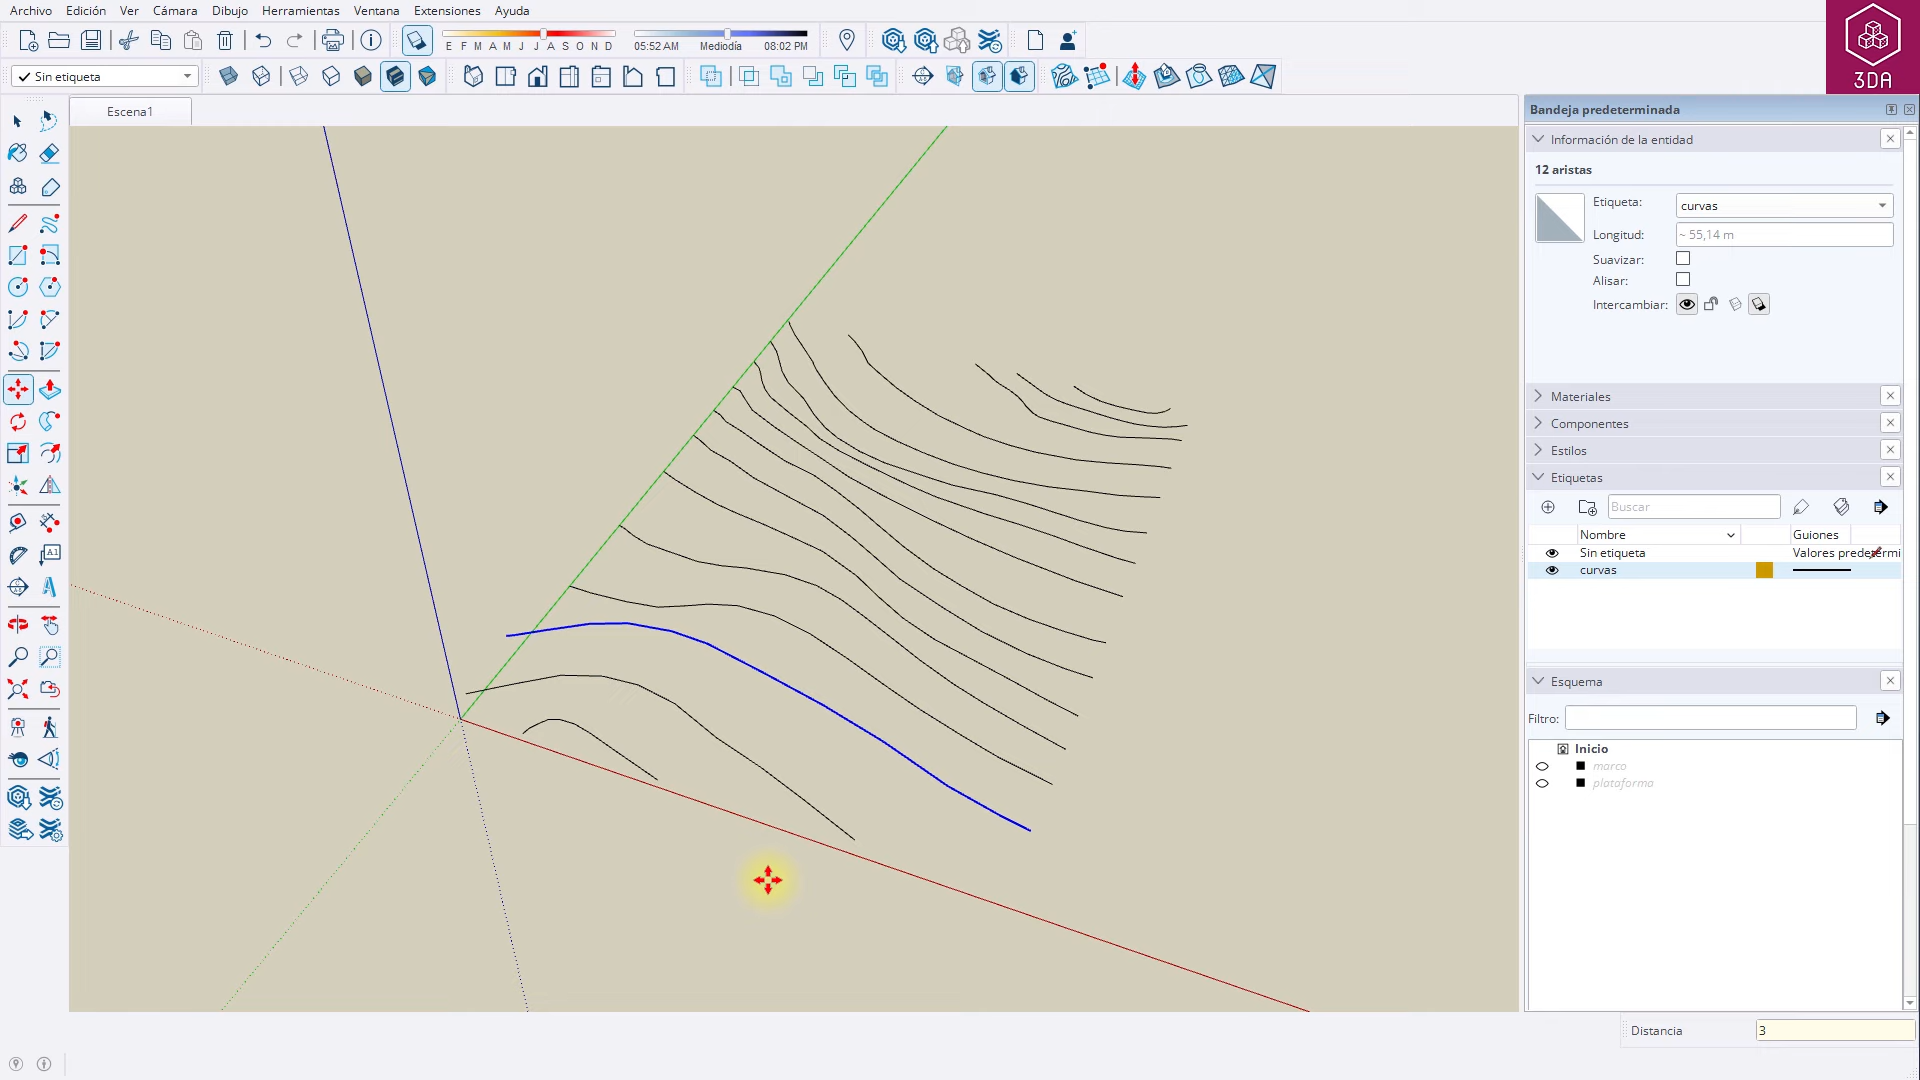 Archivo Edición Ver Cámara Dibujo Herramientas Ventana Extensiones Ayuda
E F M A M J J A S O N D
05:52 AM Mediodía 08:02 PM
3DA
Sin etiqueta
Escena1
Bandeja predeterminada
Información de la entidad
12 aristas
Etiqueta: curvas
Longitud: ~ 55,14 m
Suavizar:
Alisar:
Intercambiar:
Materiales
Componentes
Estilos
Etiquetas
Buscar
Nombre Guiones
Sin etiqueta Valores predetermi
curvas
Esquema
Filtro:
Inicio
marco
plataforma
Distancia 3
A1